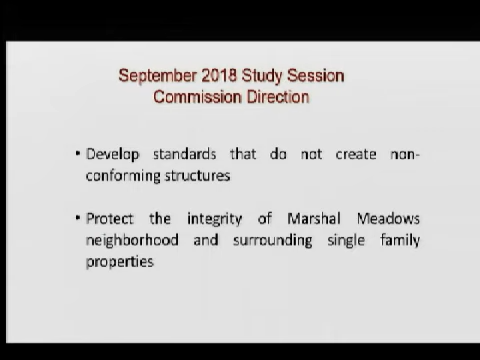 September 2018 Study Session
Commission Direction
• Develop standards that do not create non-
conforming structures
• Protect the integrity of Marshal Meadows
neighborhood and surrounding single family
properties